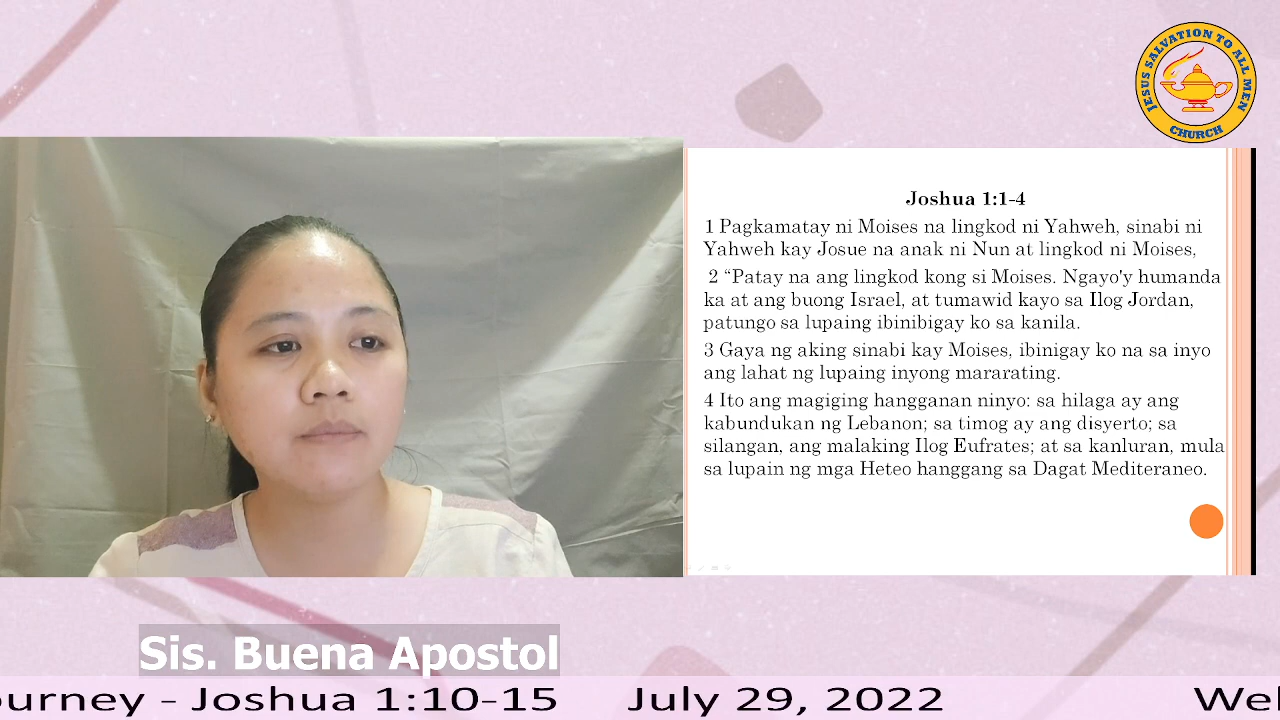 JESUS SALVATION TO ALL MEN
CHURCH
Joshua 1:1-4
1 Pagkamatay ni Moises na lingkod ni Yahweh, sinabi ni
Yahweh kay Josue na anak ni Nun at lingkod ni Moises,
2 “Patay na ang lingkod kong si Moises. Ngayo'y humanda
ka at ang buong Israel, at tumawid kayo sa Ilog Jordan,
patungo sa lupaing ibinibigay ko sa kanila.
3 Gaya ng aking sinabi kay Moises, ibinigay ko na sa inyo
ang lahat ng lupaing inyong mararating.
4 Ito ang magiging hangganan ninyo: sa hilaga ay ang
kabundukan ng Lebanon; sa timog ay ang disyerto; sa
silangan, ang malaking Ilog Eufrates; at sa kanluran, mula
sa lupain ng mga Heteo hanggang sa Dagat Mediteraneo.
Sis. Buena Apostol
ourney - Joshua 1:10-15 July 29, 2022 Wel